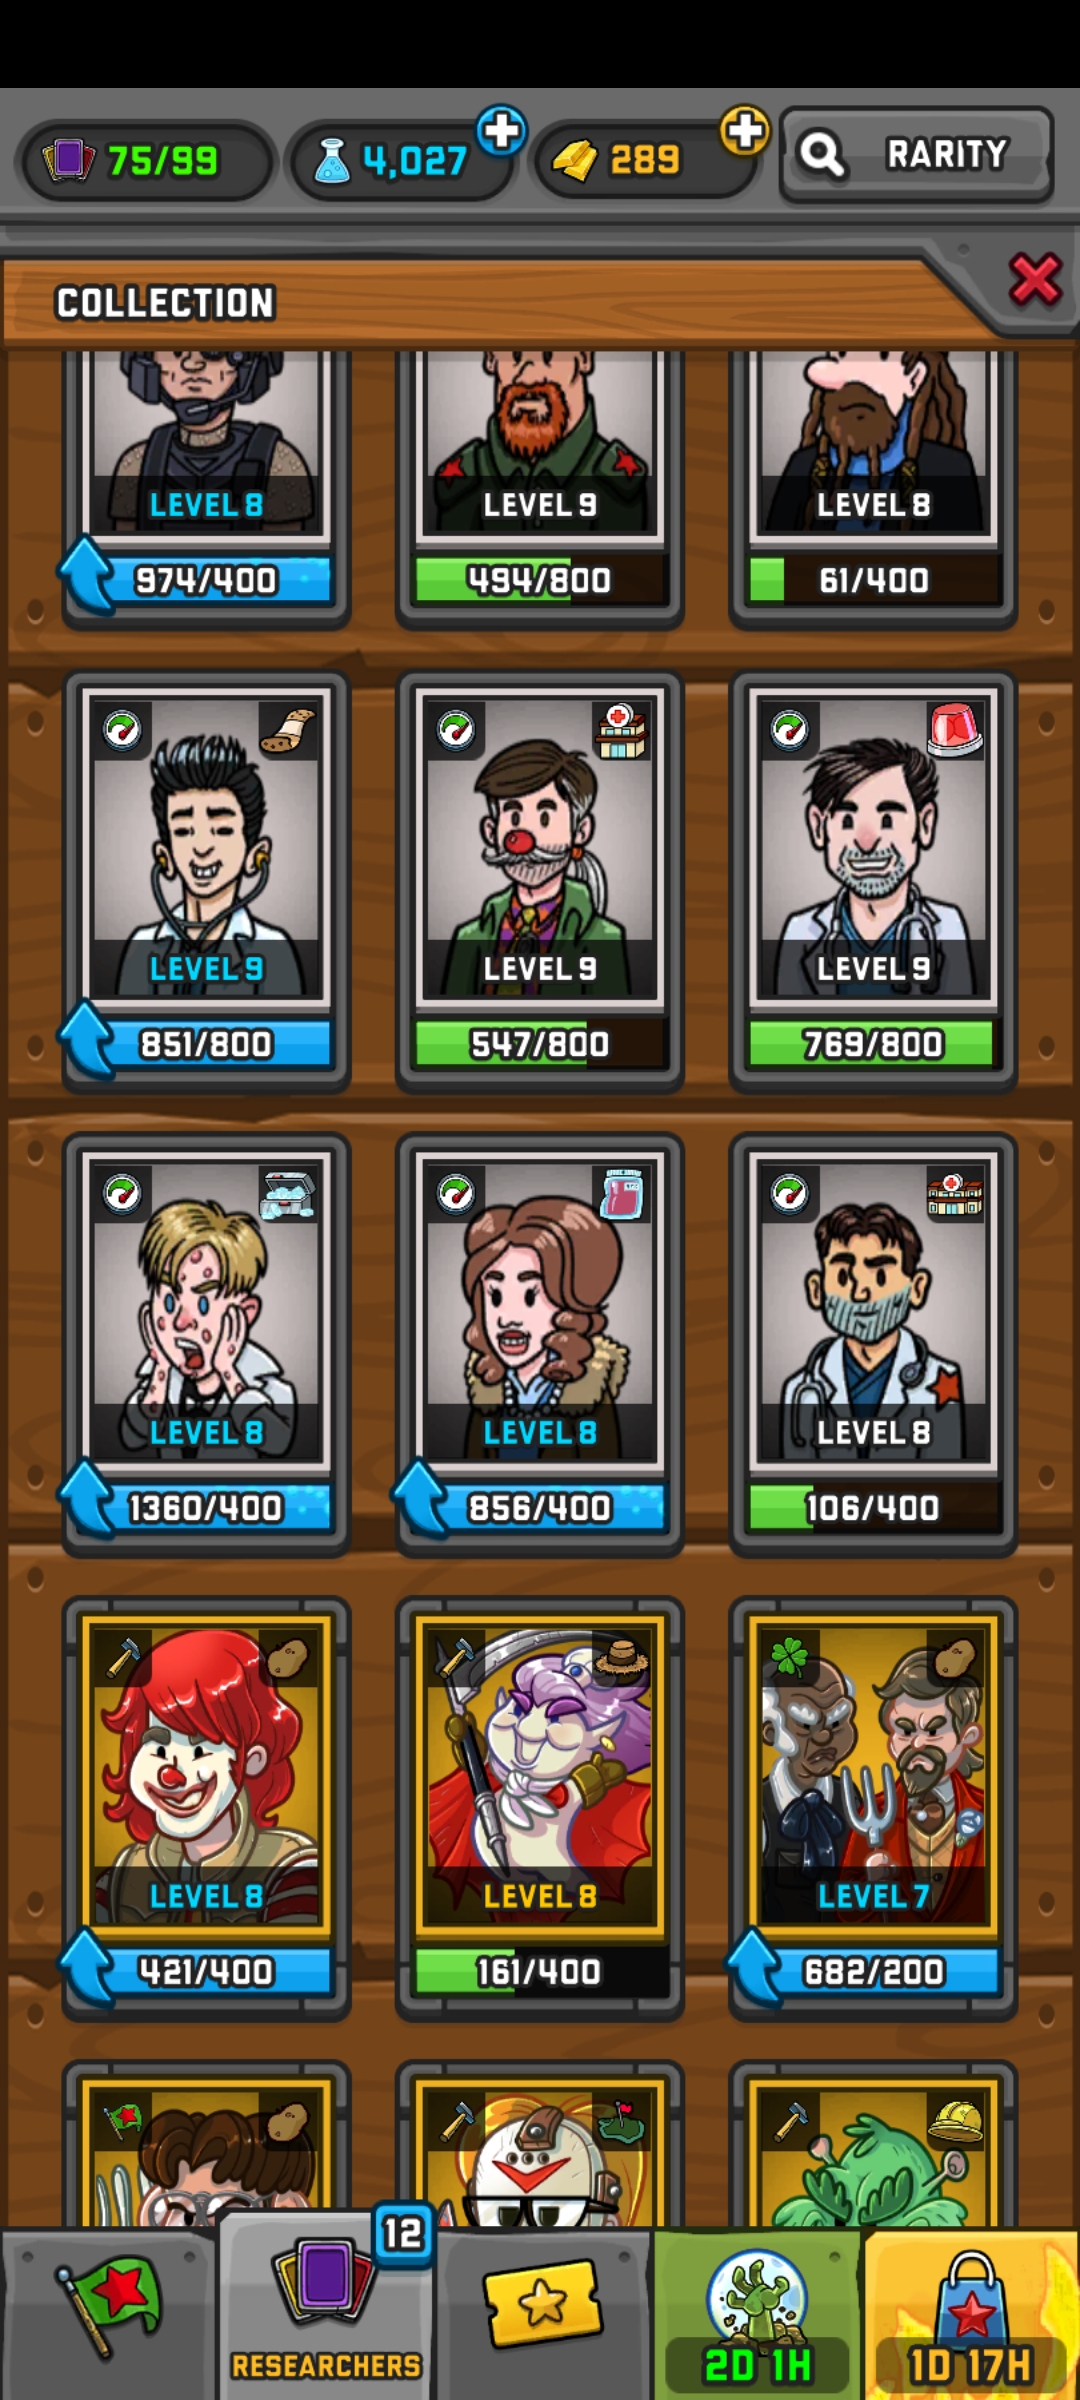 75/99
4,027
289
RARITY
COLLECTION
LEVEL 8
LEVEL 9
LEVEL 8
974/400
494/800
61/400
LEVEL 9
LEVEL 9
LEVEL 9
851/800
547/800
769/800
LEVEL 8
LEVEL 8
LEVEL 8
1360/400
856/400
106/400
LEVEL 8
LEVEL 8
LEVEL 7
421/400
161/400
682/200
12
RESEARCHERS
2D 1H
1D 17H